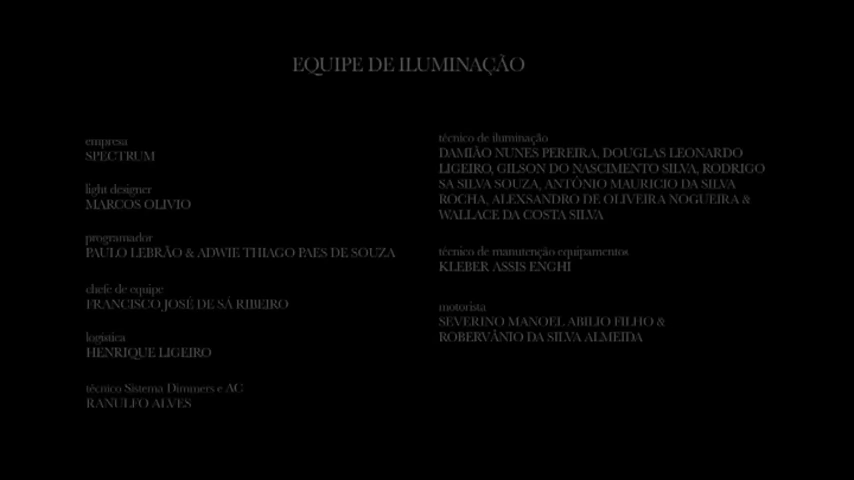 EQUIPE DE ILUMINAÇÃO
empresa
SPECTRUM
light designer
MARCOS OLIVIO
programador
PAULO LEBRÃO & ADWIE THIAGO PAES DE SOUZA
chefe de equipe
FRANCISCO JOSÉ DE SÁ RIBEIRO
logística
HENRIQUE LIGEIRO
técnico Sistema Dimmers e AC
RANULFO ALVES
técnico de iluminação
DAMIÃO NUNES PEREIRA, DOUGLAS LEONARDO
LIGEIRO, GILSON DO NASCIMENTO SILVA, RODRIGO
SA SILVA SOUZA, ANTÔNIO MAURICIO DA SILVA
ROCHA, ALEXSANDRO DE OLIVEIRA NOGUEIRA &
WALLACE DA COSTA SILVA
técnico de manutenção equipamentos
KLEBER ASSIS ENGHI
motorista
SEVERINO MANOEL ABILIO FILHO &
ROBERVÂNIO DA SILVA ALMEIDA